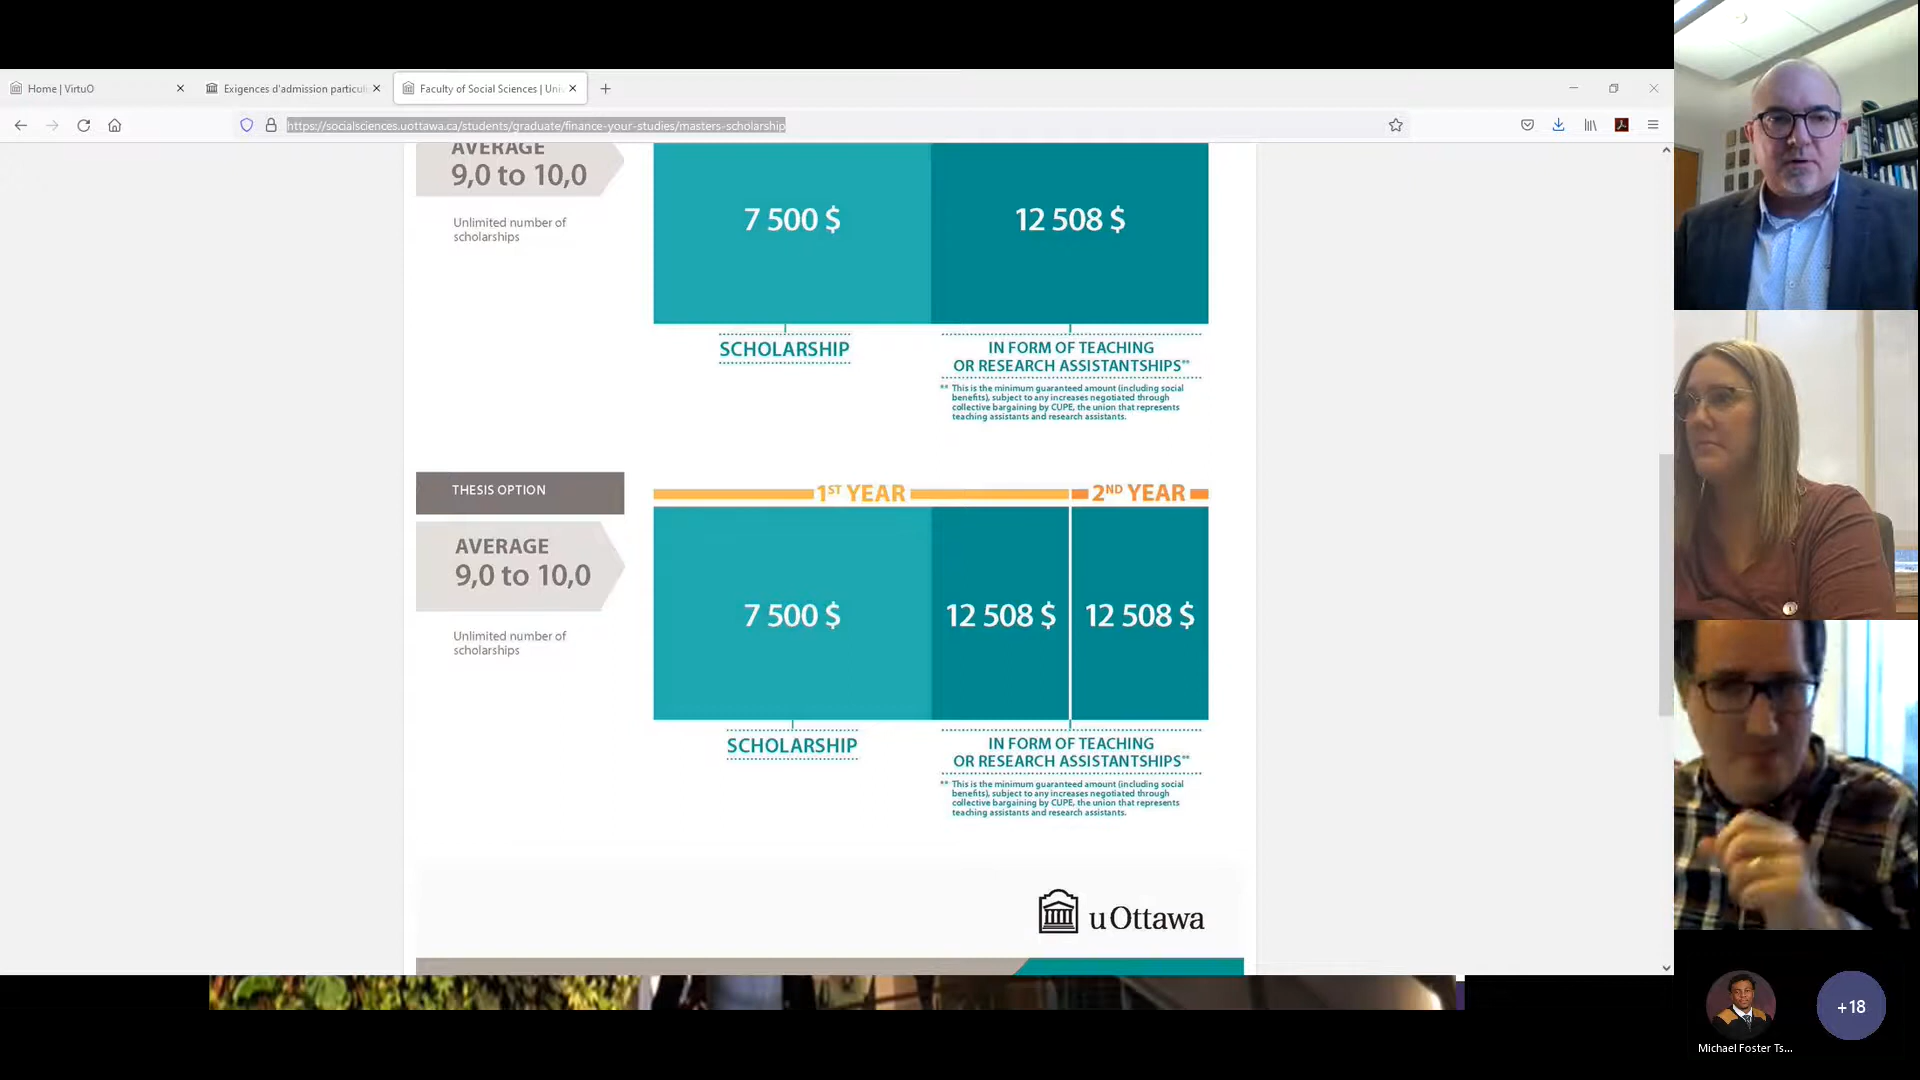 Home | VirtuO
Exigences d'admission particul
Faculty of Social Sciences | Uni
https://socialsciences.uottawa.ca/students/graduate/finance-your-studies/masters-scholarship
AVERAGE
9,0 to 10,0
Unlimited number of
scholarships
7 500 $
12 508 $
SCHOLARSHIP
IN FORM OF TEACHING
OR RESEARCH ASSISTANTSHIPS**
** This is the minimum guaranteed amount (including social
benefits), subject to any increases negotiated through
collective bargaining by CUPE, the union that represents
teaching assistants and research assistants.
THESIS OPTION
1ST YEAR
2ND YEAR
AVERAGE
9,0 to 10,0
Unlimited number of
scholarships
7 500 $
12 508 $
12 508 $
SCHOLARSHIP
IN FORM OF TEACHING
OR RESEARCH ASSISTANTSHIPS**
** This is the minimum guaranteed amount (including social
benefits), subject to any increases negotiated through
collective bargaining by CUPE, the union that represents
teaching assistants and research assistants.
uOttawa
+18
Michael Foster Ts...